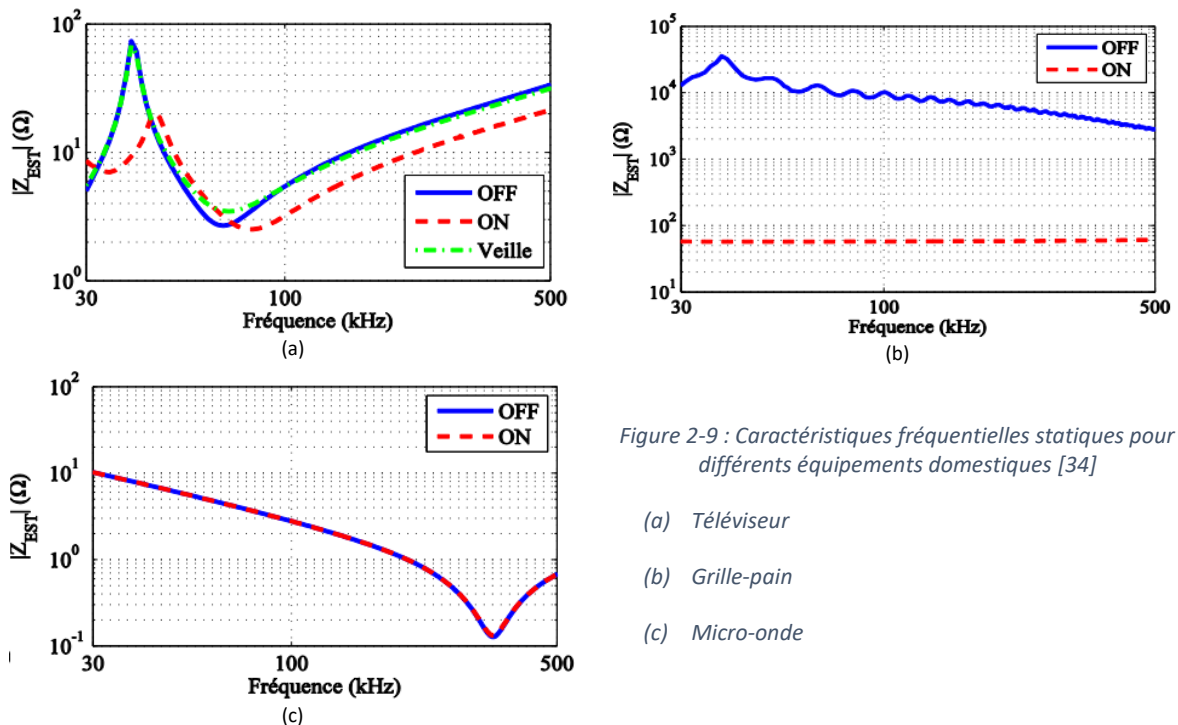 10²
10¹
10⁰
|Z_EST| (Ω)
OFF
ON
Veille
30
100
500
Fréquence (kHz)
(a)
10⁵
10⁴
10³
10²
10¹
|Z_EST| (Ω)
OFF
ON
30
100
500
Fréquence (kHz)
(b)
10²
10¹
10⁰
10⁻¹
|Z_EST| (Ω)
OFF
ON
30
100
500
Fréquence (kHz)
(c)
Figure 2-9 : Caractéristiques fréquentielles statiques pour
différents équipements domestiques [34]
(a) Téléviseur
(b) Grille-pain
(c) Micro-onde